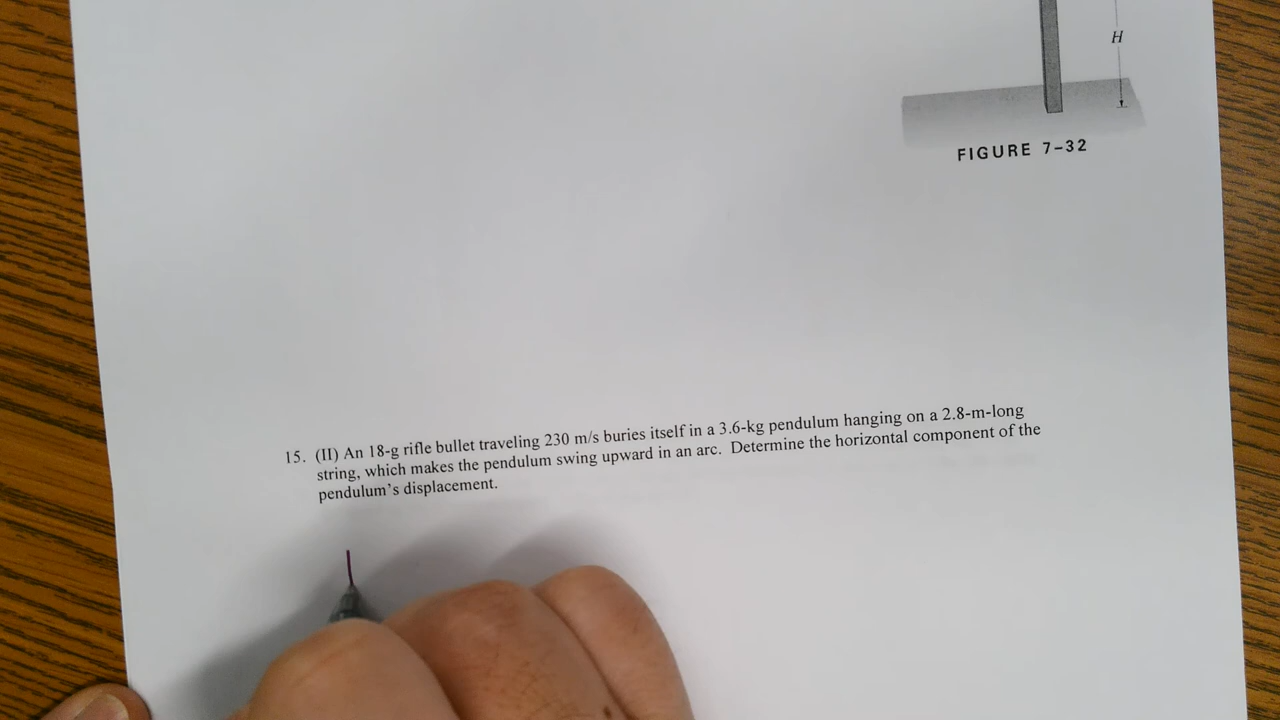 H
FIGURE 7–32
15. (II) An 18-g rifle bullet traveling 230 m/s buries itself in a 3.6-kg pendulum hanging on a 2.8-m-long
string, which makes the pendulum swing upward in an arc. Determine the horizontal component of the
pendulum's displacement.